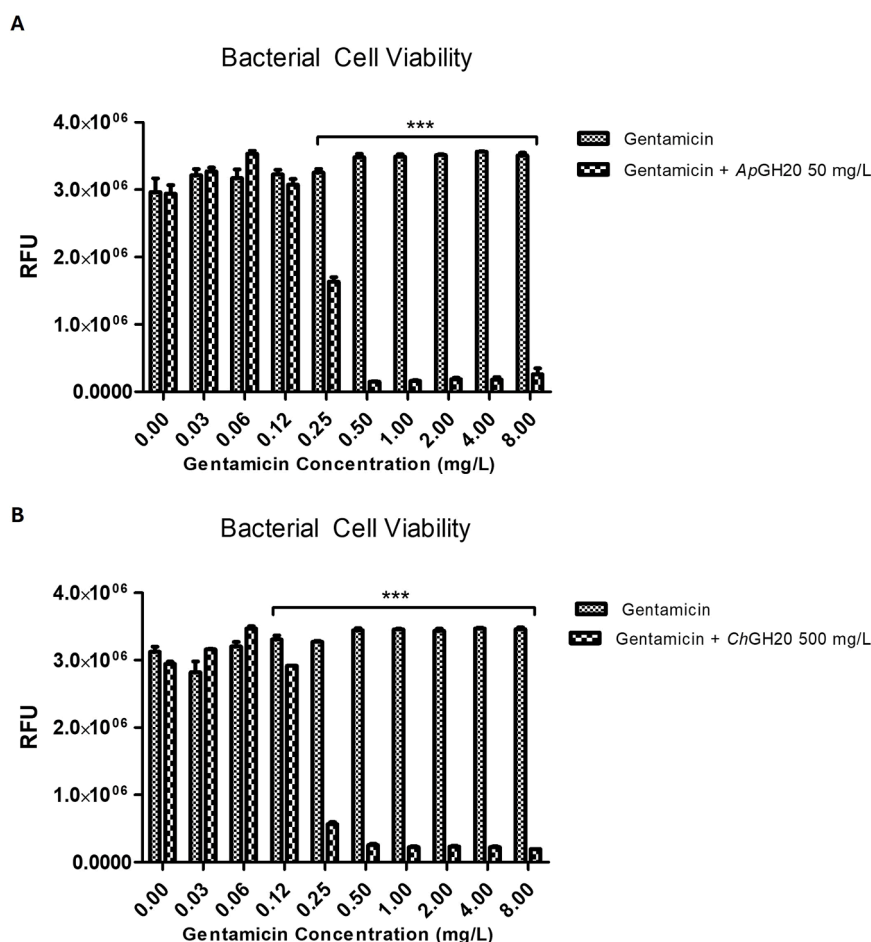 A
Bacterial Cell Viability
4.0×10⁰⁶
3.0×10⁰⁶
2.0×10⁰⁶
1.0×10⁰⁶
0.0000
RFU
***
Gentamicin
Gentamicin + ApGH20 50 mg/L
0.00 0.03 0.06 0.12 0.25 0.50 1.00 2.00 4.00 8.00
Gentamicin Concentration (mg/L)
B
Bacterial Cell Viability
4.0×10⁰⁶
3.0×10⁰⁶
2.0×10⁰⁶
1.0×10⁰⁶
0.0000
RFU
***
Gentamicin
Gentamicin + ChGH20 500 mg/L
0.00 0.03 0.06 0.12 0.25 0.50 1.00 2.00 4.00 8.00
Gentamicin Concentration (mg/L)